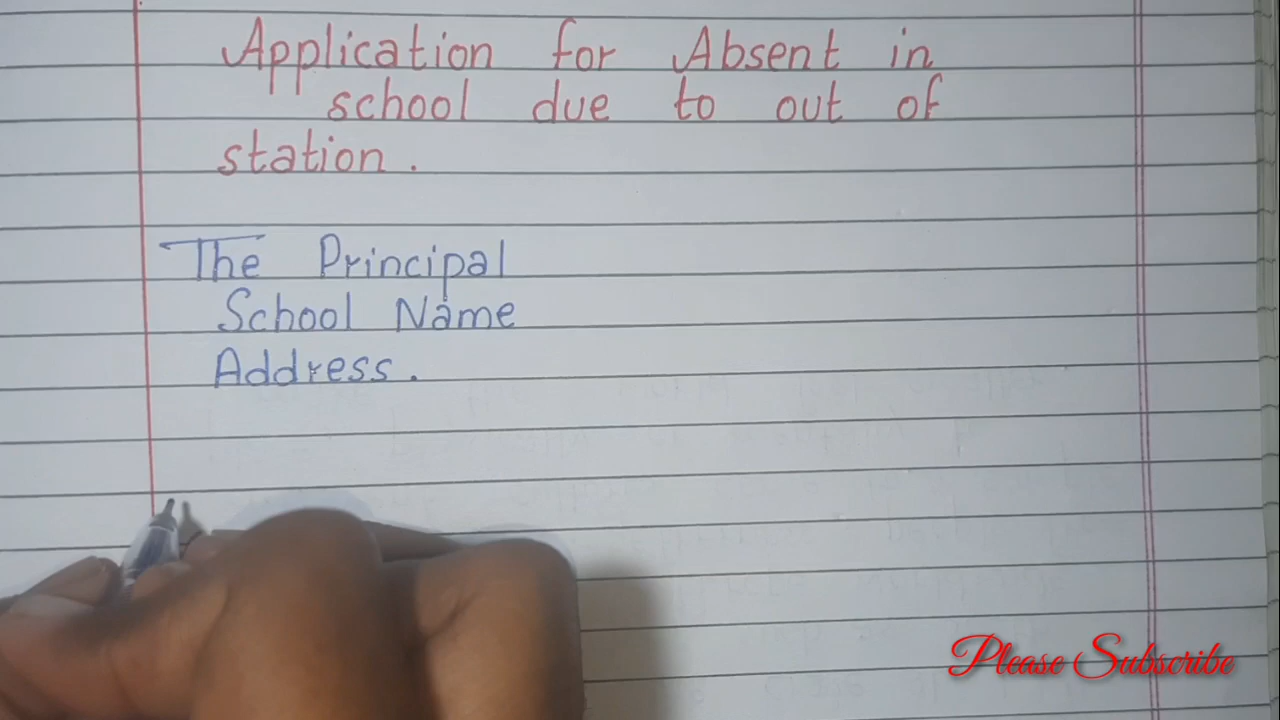 Application for Absent in
school due to out of
station.
The Principal
School Name
Address.
Please Subscribe